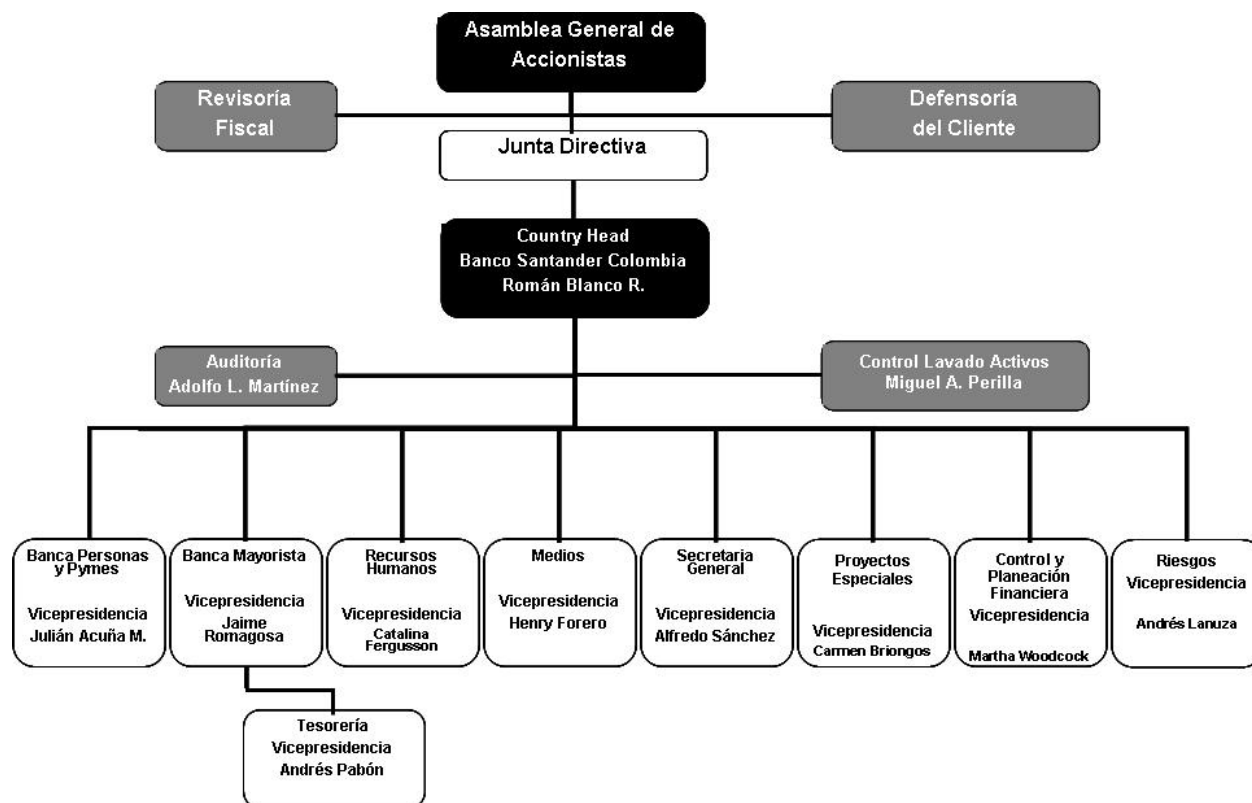 Asamblea General de
Accionistas
Revisoría
Fiscal
Defensoría
del Cliente
Junta Directiva
Country Head
Banco Santander Colombia
Román Blanco R.
Auditoría
Adolfo L. Martínez
Control Lavado Activos
Miguel A. Perilla
Banca Personas
y Pymes
Vicepresidencia
Julián Acuña M.
Banca Mayorista
Vicepresidencia
Jaime
Romagosa
Recursos
Humanos
Vicepresidencia
Catalina
Fergusson
Medios
Vicepresidencia
Henry Forero
Secretaria
General
Vicepresidencia
Alfredo Sánchez
Proyectos
Especiales
Vicepresidencia
Carmen Briongos
Control y
Planeación
Financiera
Vicepresidencia
Martha Woodcock
Riesgos
Vicepresidencia
Andrés Lanuza
Tesorería
Vicepresidencia
Andrés Pabón